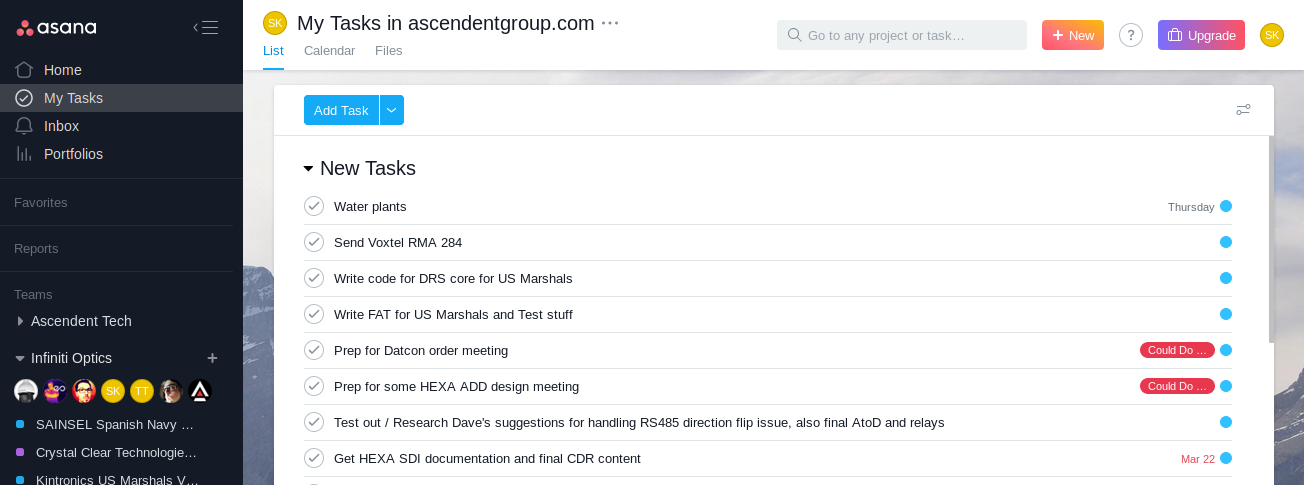 asana
Home
My Tasks
Inbox
Portfolios
Favorites
Reports
Teams
Ascendent Tech
Infiniti Optics
SK
TT
SAINSEL Spanish Navy …
Crystal Clear Technologie…
Kintronics US Marshals V…
SK
My Tasks in ascendentgroup.com
List Calendar Files
Go to any project or task…
+ New
?
Upgrade
SK
Add Task
New Tasks
Water plants Thursday
Send Voxtel RMA 284
Write code for DRS core for US Marshals
Write FAT for US Marshals and Test stuff
Prep for Datcon order meeting Could Do …
Prep for some HEXA ADD design meeting Could Do …
Test out / Research Dave's suggestions for handling RS485 direction flip issue, also final AtoD and relays
Get HEXA SDI documentation and final CDR content Mar 22